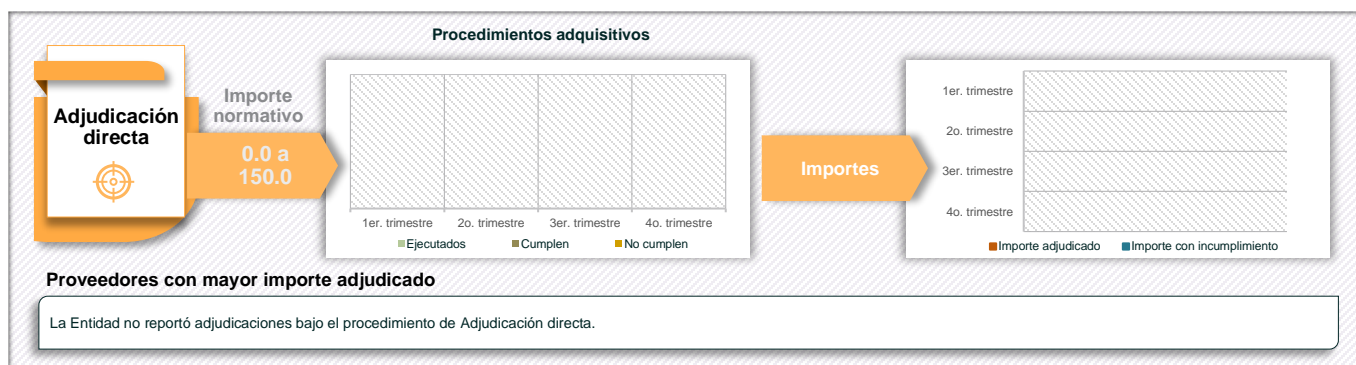 Procedimientos adquisitivos
Adjudicación
directa
Importe
normativo
0.0 a
150.0
1er. trimestre
2o. trimestre
3er. trimestre
4o. trimestre
Ejecutados
Cumplen
No cumplen
Importes
1er. trimestre
2o. trimestre
3er. trimestre
4o. trimestre
Importe adjudicado
Importe con incumplimiento
Proveedores con mayor importe adjudicado
La Entidad no reportó adjudicaciones bajo el procedimiento de Adjudicación directa.